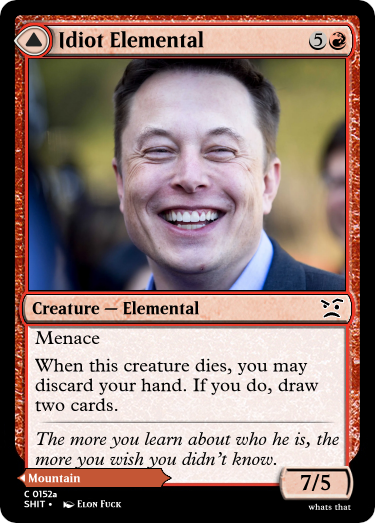 Idiot Elemental 5
Creature — Elemental
Menace
When this creature dies, you may
discard your hand. If you do, draw
two cards.
The more you learn about who he is, the
more you wish you didn't know.
Mountain
7/5
C 0152a
SHIT • Elon Fuck
whats that